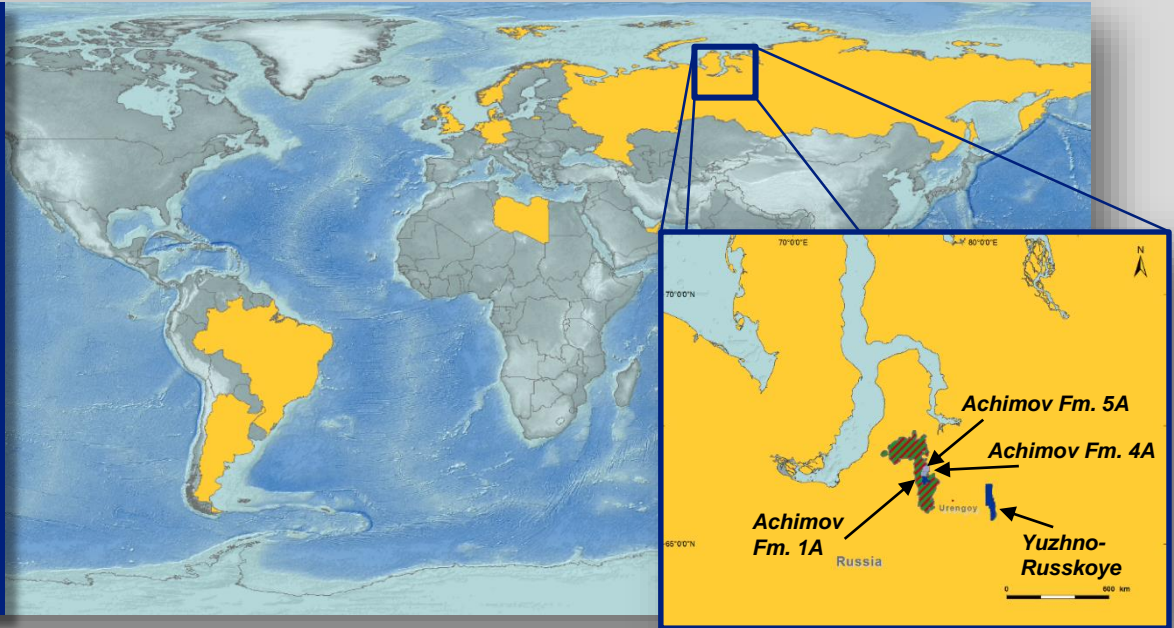 70°0'0"E
80°0'0"E
N
70°0'0"N
Achimov Fm. 5A
Achimov Fm. 4A
Urengoy
Achimov
Fm. 1A
Yuzhno-
Russkoye
65°0'0"N
Russia
0
600 km